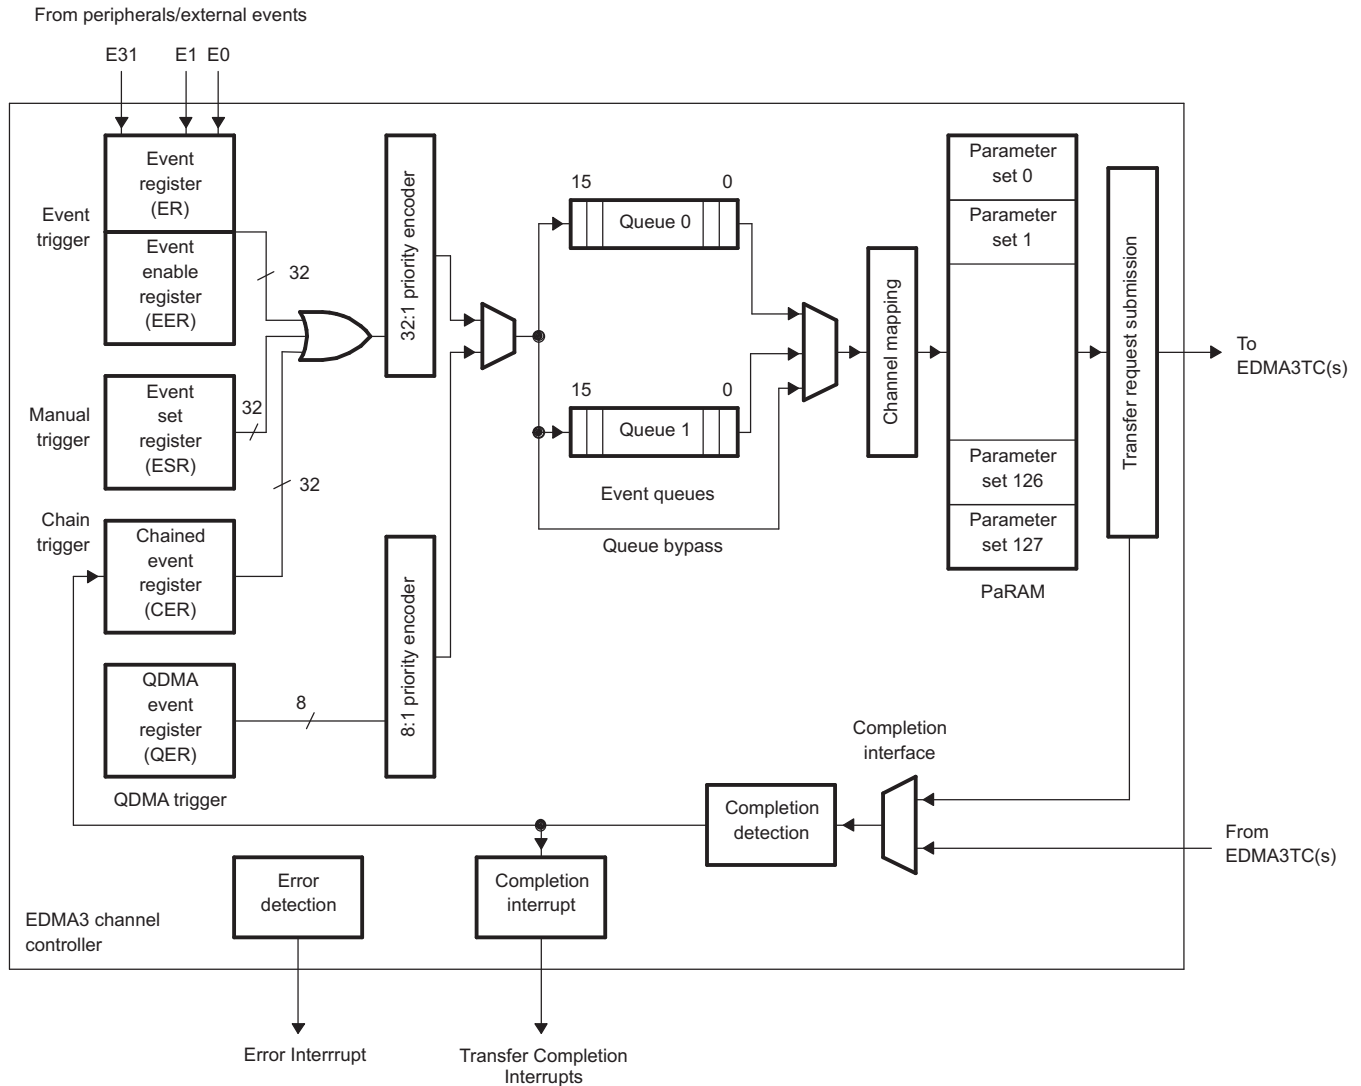 From peripherals/external events
E31 E1 E0
Event
register
(ER)
Event
trigger
Event
enable
register
(EER)
32
Manual
trigger
Event
set
register
(ESR)
32
32
Chain
trigger
Chained
event
register
(CER)
QDMA
event
register
(QER)
8
QDMA trigger
32:1 priority encoder
8:1 priority encoder
15 0
Queue 0
15 0
Queue 1
Event queues
Queue bypass
Channel mapping
Parameter
set 0
Parameter
set 1
Parameter
set 126
Parameter
set 127
PaRAM
Transfer request submission
To
EDMA3TC(s)
Completion
interface
Completion
detection
From
EDMA3TC(s)
Error
detection
Completion
interrupt
EDMA3 channel
controller
Error Interrrupt
Transfer Completion
Interrupts